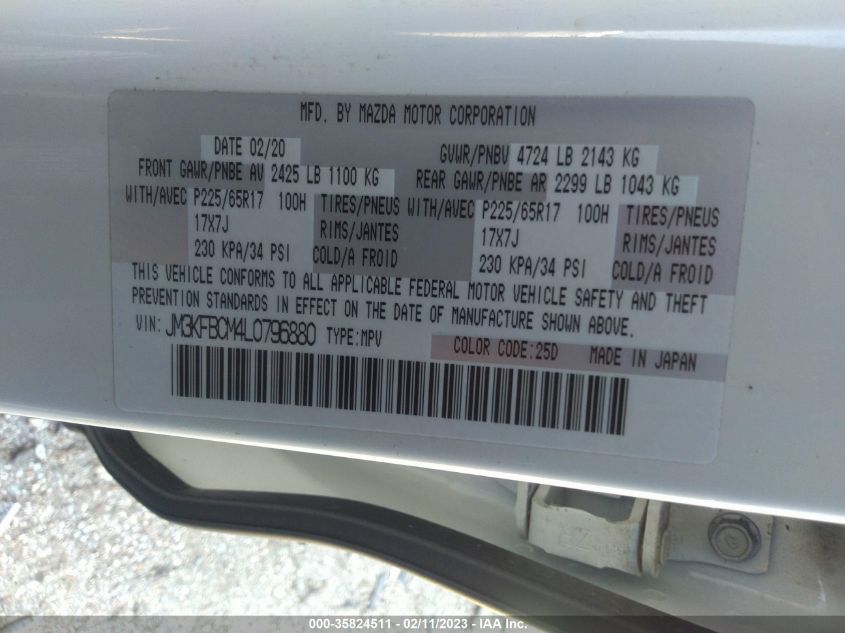 MFD. BY MAZDA MOTOR CORPORATION
DATE 02/20 GVWR/PNBV 4724 LB 2143 KG
FRONT GAWR/PNBE AV 2425 LB 1100 KG REAR GAWR/PNBE AR 2299 LB 1043 KG
WITH/AVEC P225/65R17 100H TIRES/PNEUS WITH/AVEC P225/65R17 100H TIRES/PNEUS
17X7J RIMS/JANTES 17X7J RIMS/JANTES
230 KPA/34 PSI COLD/A FROID 230 KPA/34 PSI COLD/A FROID
THIS VEHICLE CONFORMS TO ALL APPLICABLE FEDERAL MOTOR VEHICLE SAFETY AND THEFT
PREVENTION STANDARDS IN EFFECT ON THE DATE OF MANUFACTURE SHOWN ABOVE.
VIN: JM3KFBCM4L0796880 TYPE:MPV
COLOR CODE:25D MADE IN JAPAN
000-35824511 - 02/11/2023 - © IAA Inc.